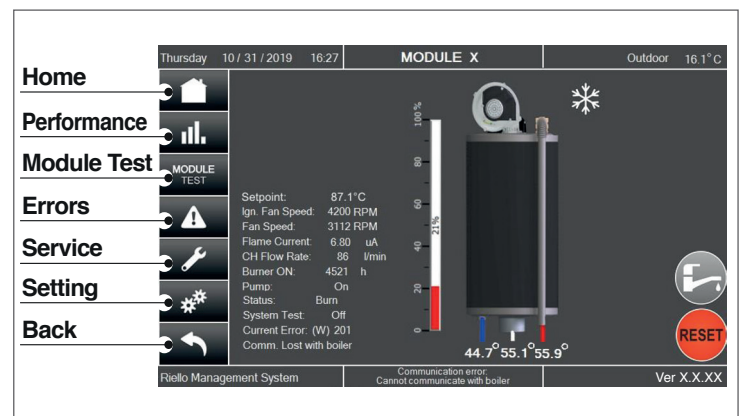 Thursday 10 / 31 / 2019 16:27 MODULE X Outdoor 16.1°C
Home
Performance
Module Test
Errors
Service
Setting
Back
MODULE
TEST
Setpoint: 87.1°C
Ign. Fan Speed: 4200 RPM
Fan Speed: 3112 RPM
Flame Current: 6.80 uA
CH Flow Rate: 86 l/min
Burner ON: 4521 h
Pump: On
Status: Burn
System Test: Off
Current Error: (W) 201
Comm. Lost with boiler
100 %
80
60
40
20
0
21%
44.7° 55.1° 55.9°
RESET
Riello Management System
Communication error:
Cannot communicate with boiler
Ver X.X.XX